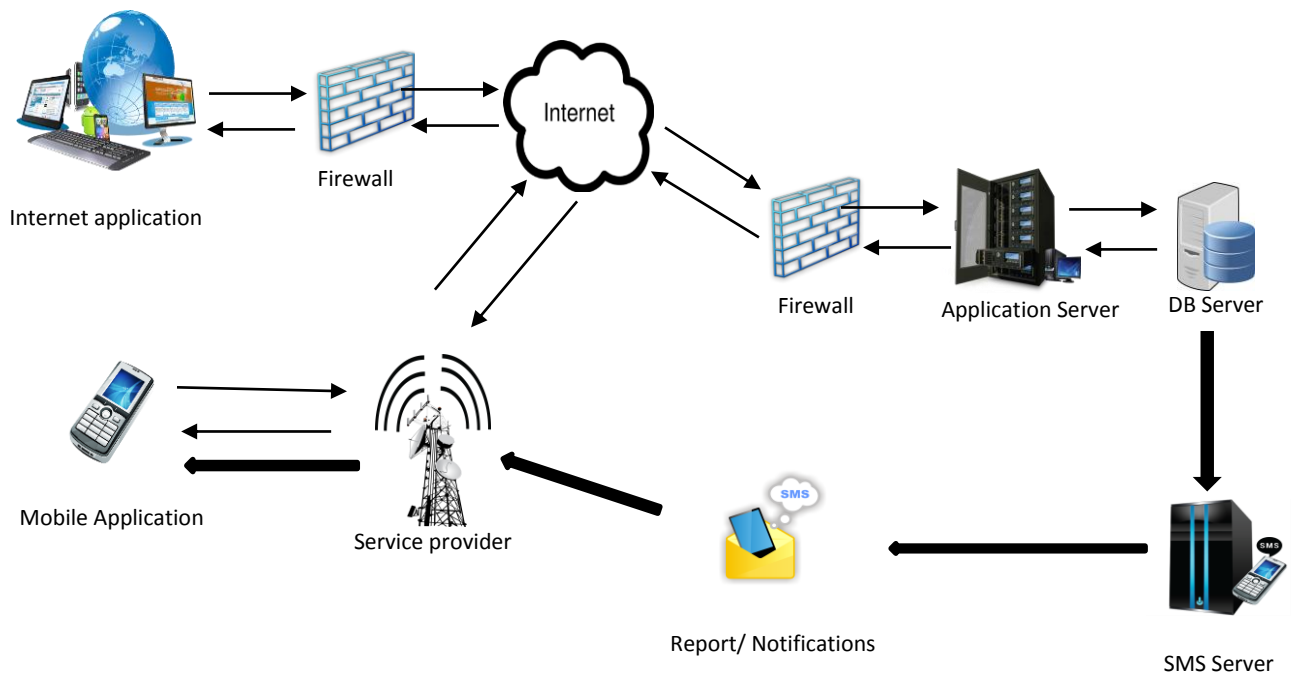 Internet
Firewall
Internet application
Firewall
Application Server
DB Server
Mobile Application
Service provider
SMS
SMS
Report/ Notifications
SMS Server